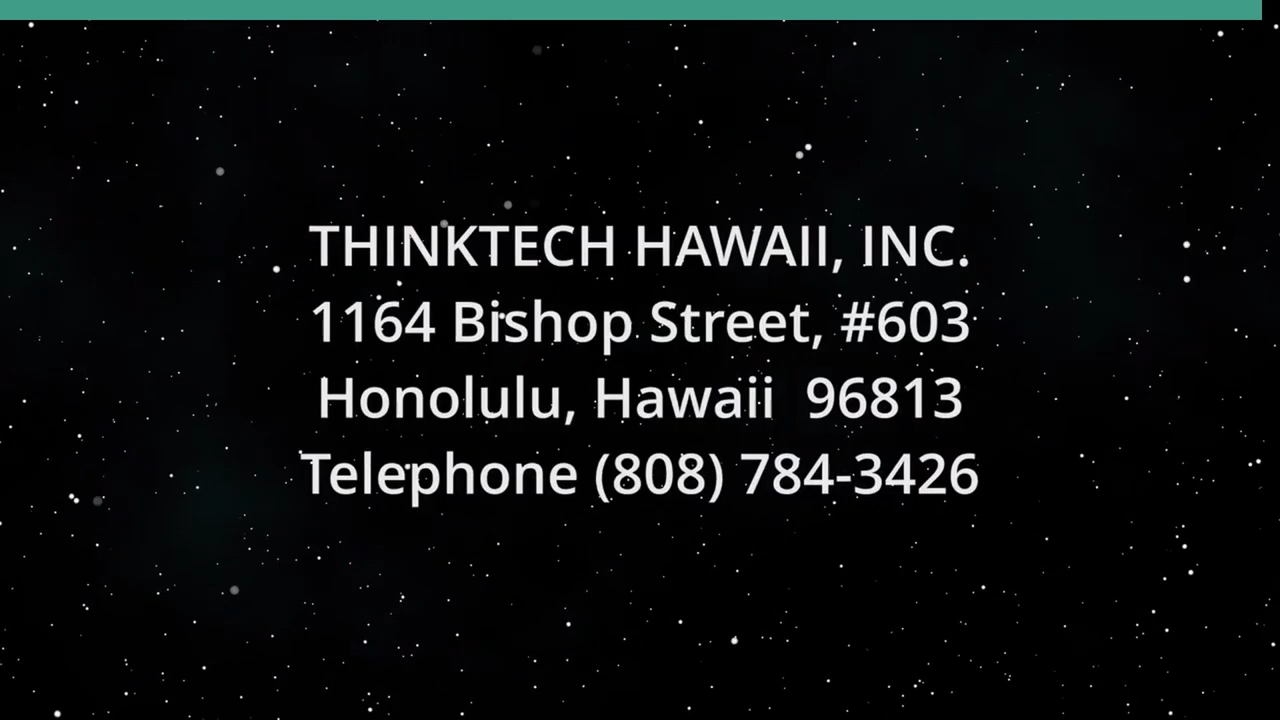 THINKTECH HAWAII, INC.
1164 Bishop Street, #603
Honolulu, Hawaii  96813
Telephone (808) 784-3426